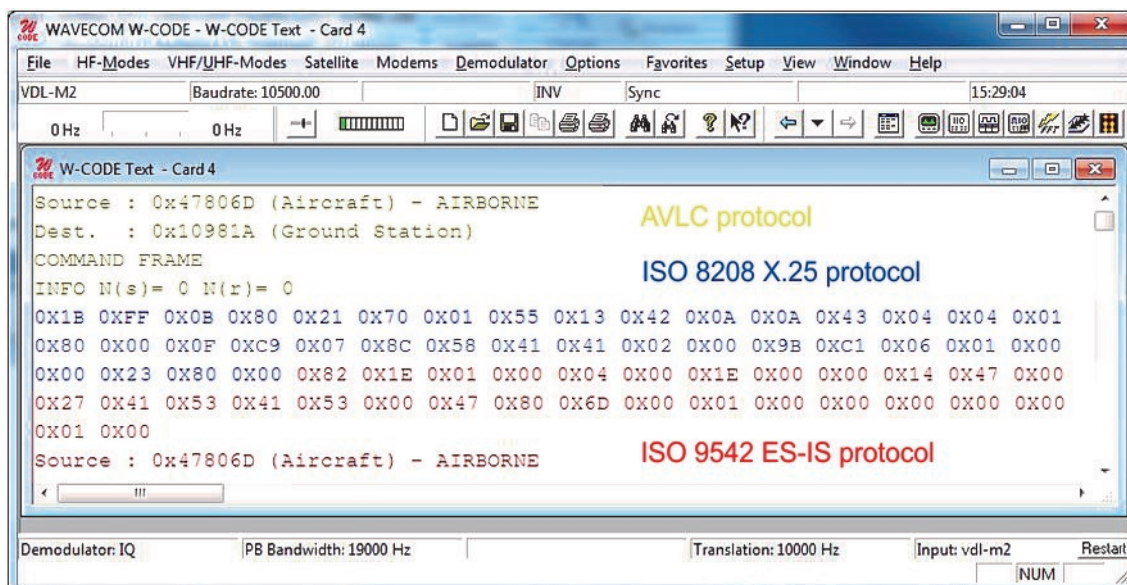 WAVECOM W-CODE - W-CODE Text - Card 4
File HF-Modes VHF/UHF-Modes Satellite Modems Demodulator Options Favorites Setup View Window Help
VDL-M2 Baudrate: 10500.00 INV Sync 15:29:04
0 Hz 0 Hz
W-CODE Text - Card 4
Source : 0x47806D (Aircraft) - AIRBORNE
AVLC protocol
Dest. : 0x10981A (Ground Station)
COMMAND FRAME
ISO 8208 X.25 protocol
INFO N(s)= 0 N(r)= 0
0X1B 0XFF 0X0B 0X80 0X21 0X70 0X01 0X55 0X13 0X42 0X0A 0X0A 0X43 0X04 0X04 0X01
0X80 0X00 0X0F 0XC9 0X07 0X8C 0X58 0X41 0X41 0X02 0X00 0X9B 0XC1 0X06 0X01 0X00
0X00 0X23 0X80 0X00 0X82 0X1E 0X01 0X00 0X04 0X00 0X1E 0X00 0X00 0X14 0X47 0X00
0X27 0X41 0X53 0X41 0X53 0X00 0X47 0X80 0X6D 0X00 0X01 0X00 0X00 0X00 0X00 0X00
0X01 0X00
Source : 0x47806D (Aircraft) - AIRBORNE
ISO 9542 ES-IS protocol
Demodulator: IQ PB Bandwidth: 19000 Hz Translation: 10000 Hz Input: vdl-m2 Restart
NUM